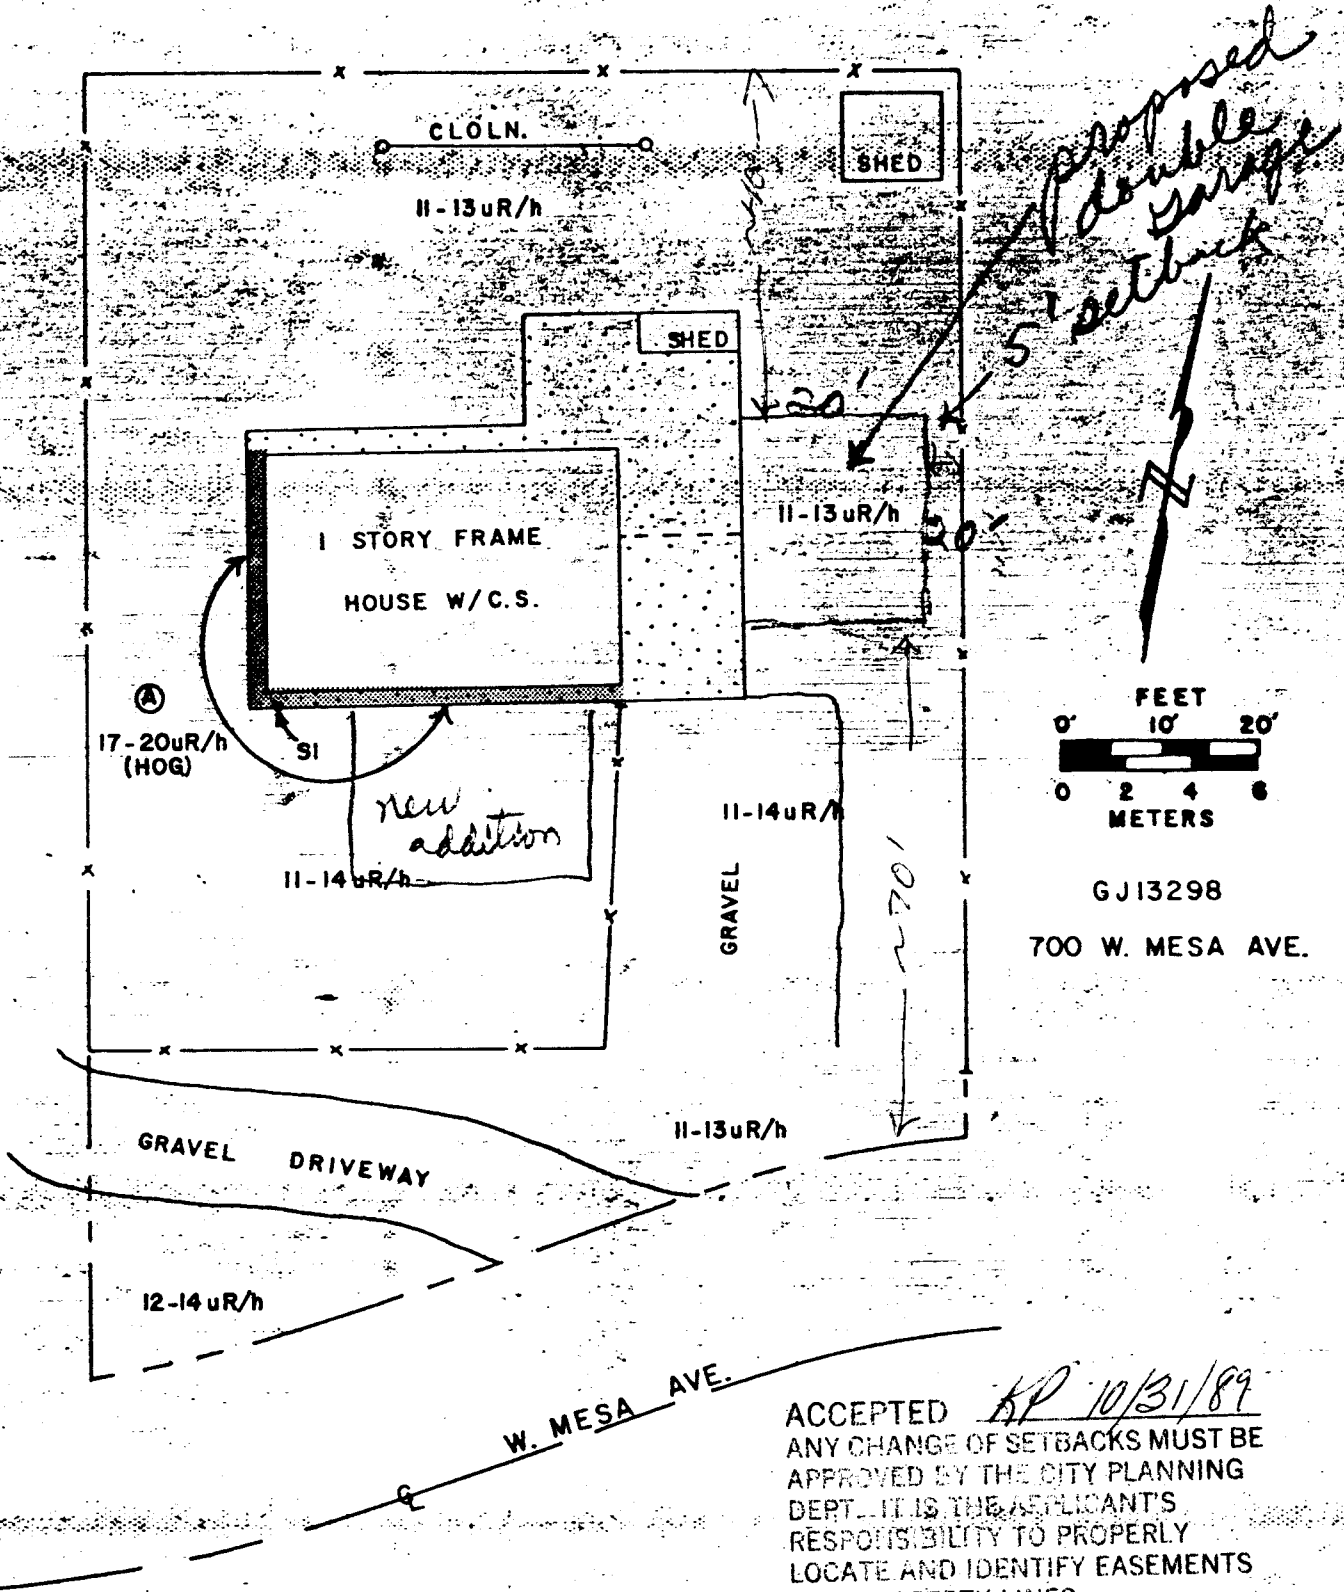 CLOLN.
SHED
11-13uR/h
proposed
double
garage
5' setback
SHED
20'
11-13uR/h
20'
1 STORY FRAME
HOUSE W/C.S.
A
17-20uR/h
(HOG)
S1
new
addition
11-14uR/h
11-14uR/h
GRAVEL
~70'
N
FEET
0' 10' 20'
0 2 4 6
METERS
GJ13298
700 W. MESA AVE.
11-13uR/h
GRAVEL DRIVEWAY
12-14uR/h
W. MESA AVE.
CL
ACCEPTED KP 10/31/89
ANY CHANGE OF SETBACKS MUST BE
APPROVED BY THE CITY PLANNING
DEPT. IT IS THE APPLICANT'S
RESPONSIBILITY TO PROPERLY
LOCATE AND IDENTIFY EASEMENTS